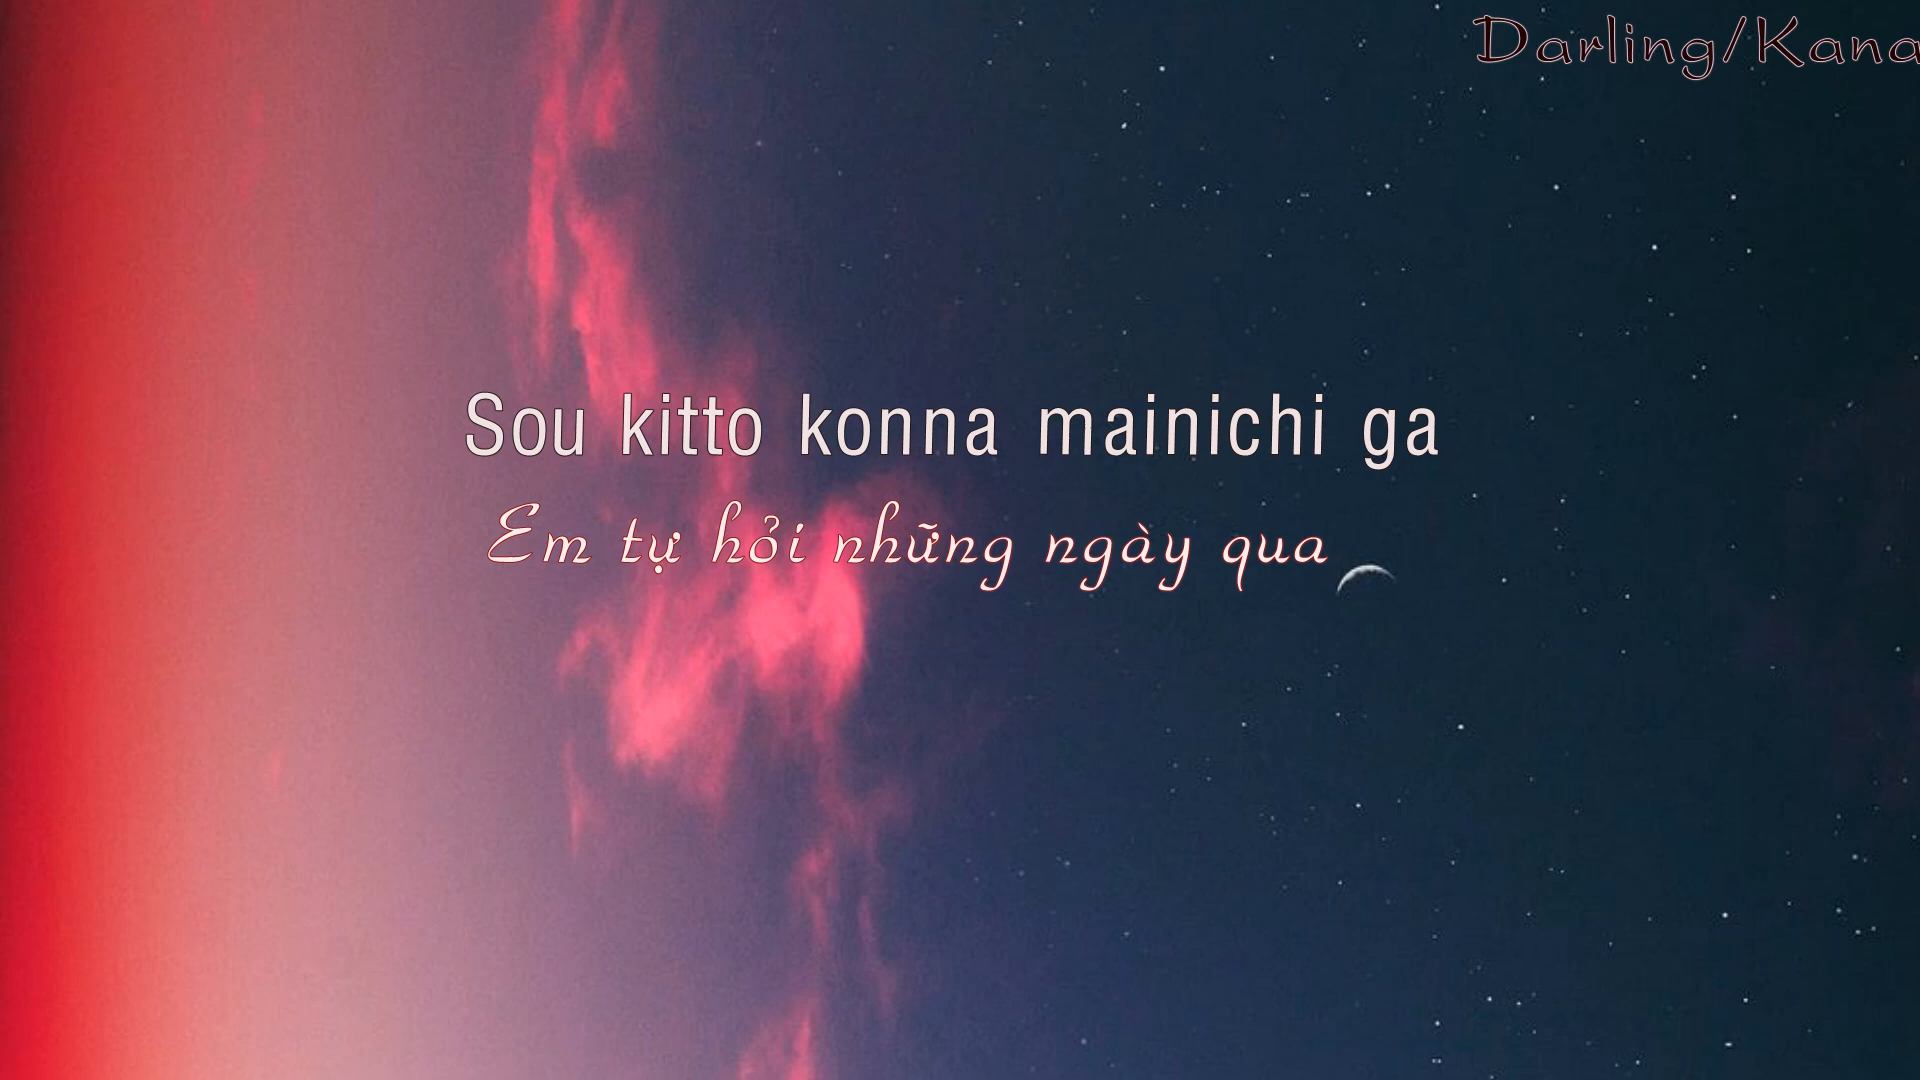 Darling/Kana
Sou kitto konna mainichi ga
Em tự hỏi những ngày qua